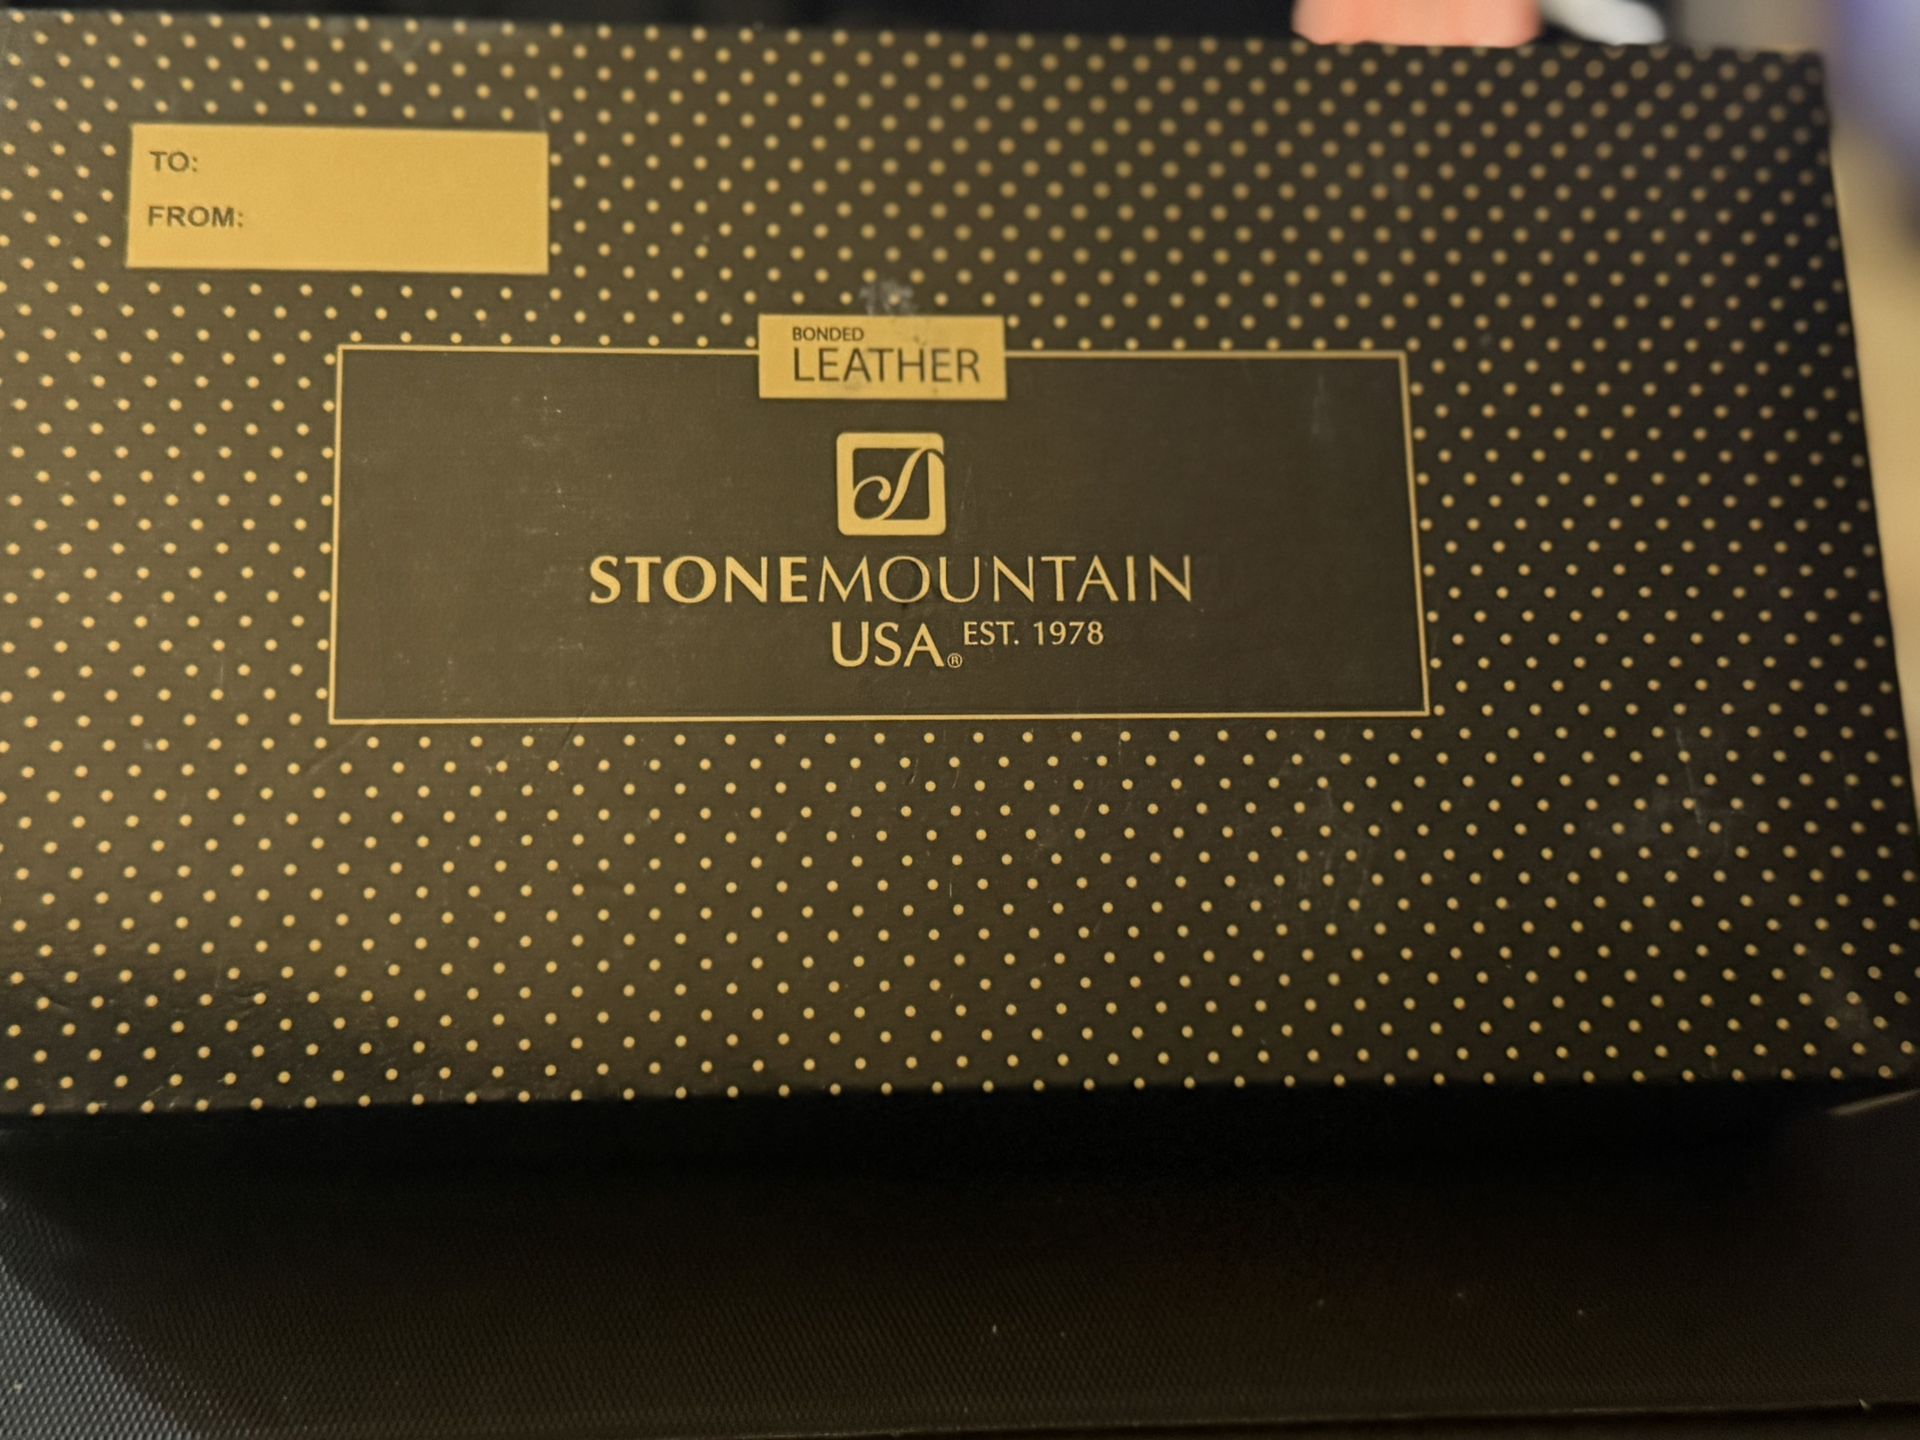 TO:
FROM:
BONDED
LEATHER
STONEMOUNTAIN
USA® EST. 1978